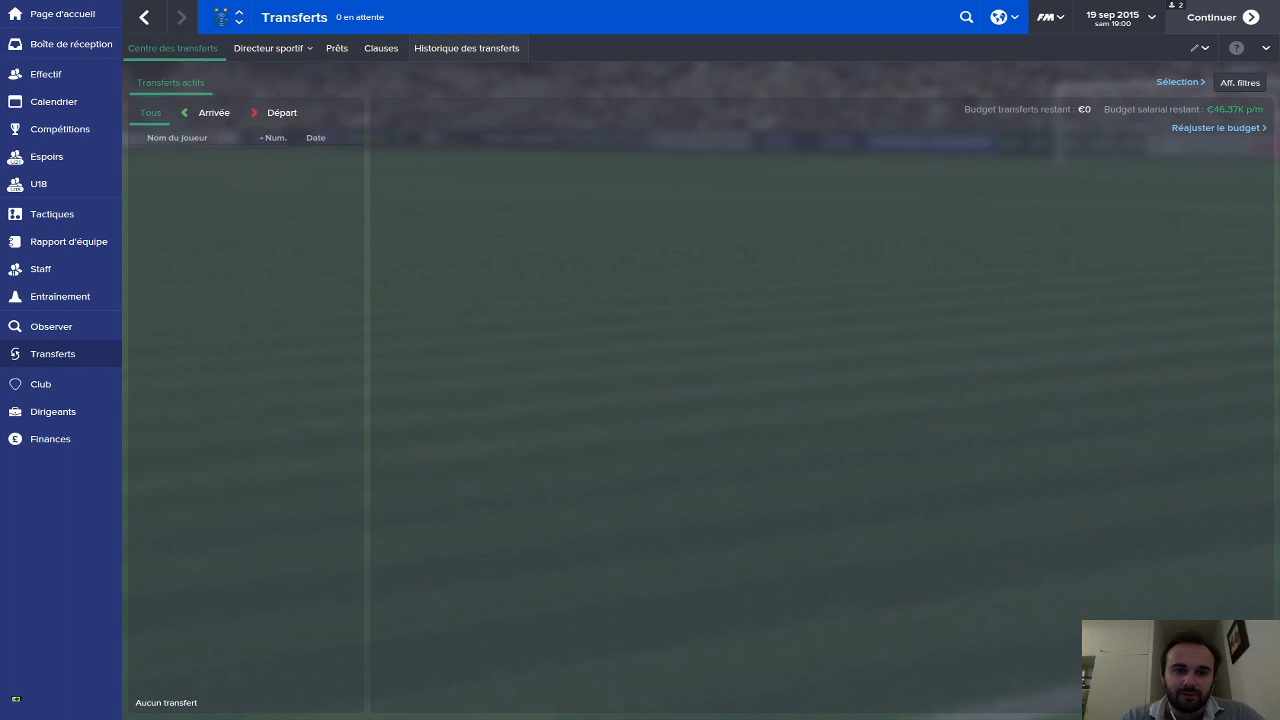 Page d'accueil
Boîte de réception
Effectif
Calendrier
Compétitions
Espoirs
U18
Tactiques
Rapport d'équipe
Staff
Entraînement
Observer
Transferts
Club
Dirigeants
Finances
Transferts 0 en attente
FM
19 sep 2015
sam 19:00
2
Continuer
Centre des transferts Directeur sportif Prêts Clauses Historique des transferts
Transferts actifs
Sélection Aff. filtres
Tous Arrivée Départ
Budget transferts restant : €0 Budget salarial restant : €46.37K p/m
Réajuster le budget
Nom du joueur Num. Date
Aucun transfert